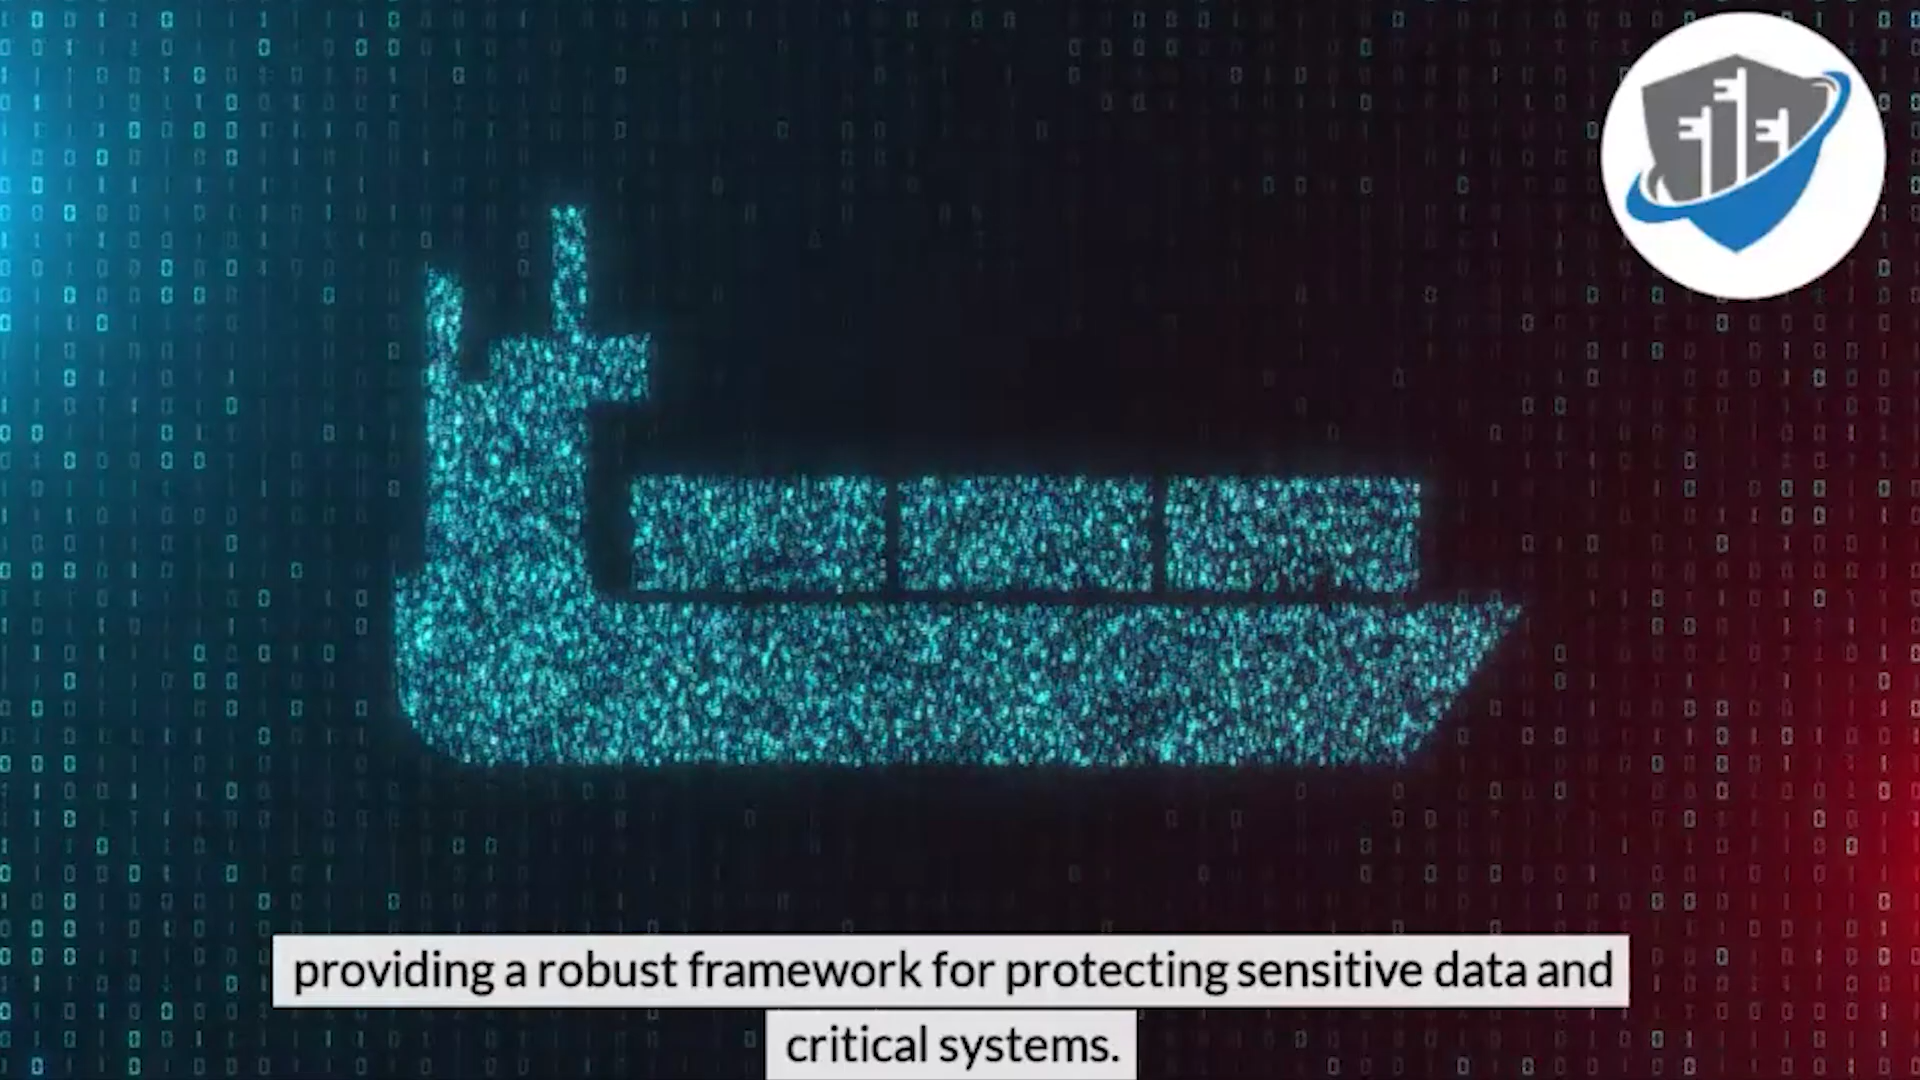 providing a robust framework for protecting sensitive data and
critical systems.